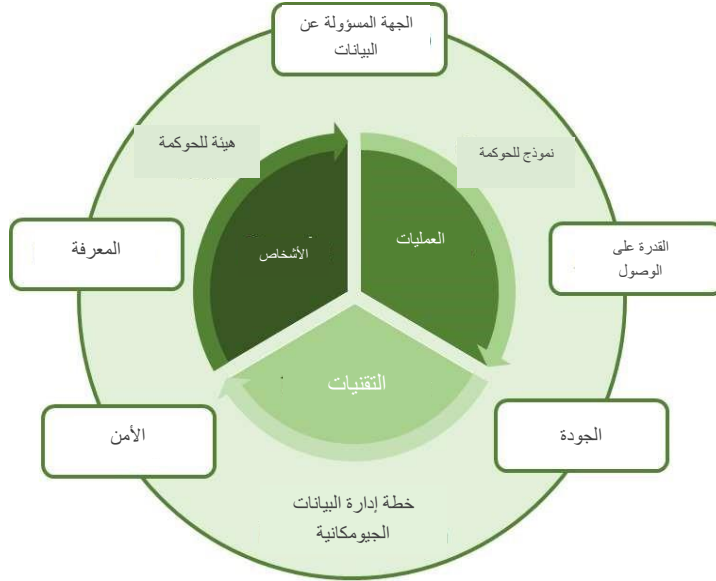 الجهة المسؤولة عن
البيانات
هيئة للحوكمة
نموذج للحوكمة
المعرفة
الأشخاص
العمليات
القدرة على
الوصول
التقنيات
الأمن
الجودة
خطة إدارة البيانات
الجيومكانية